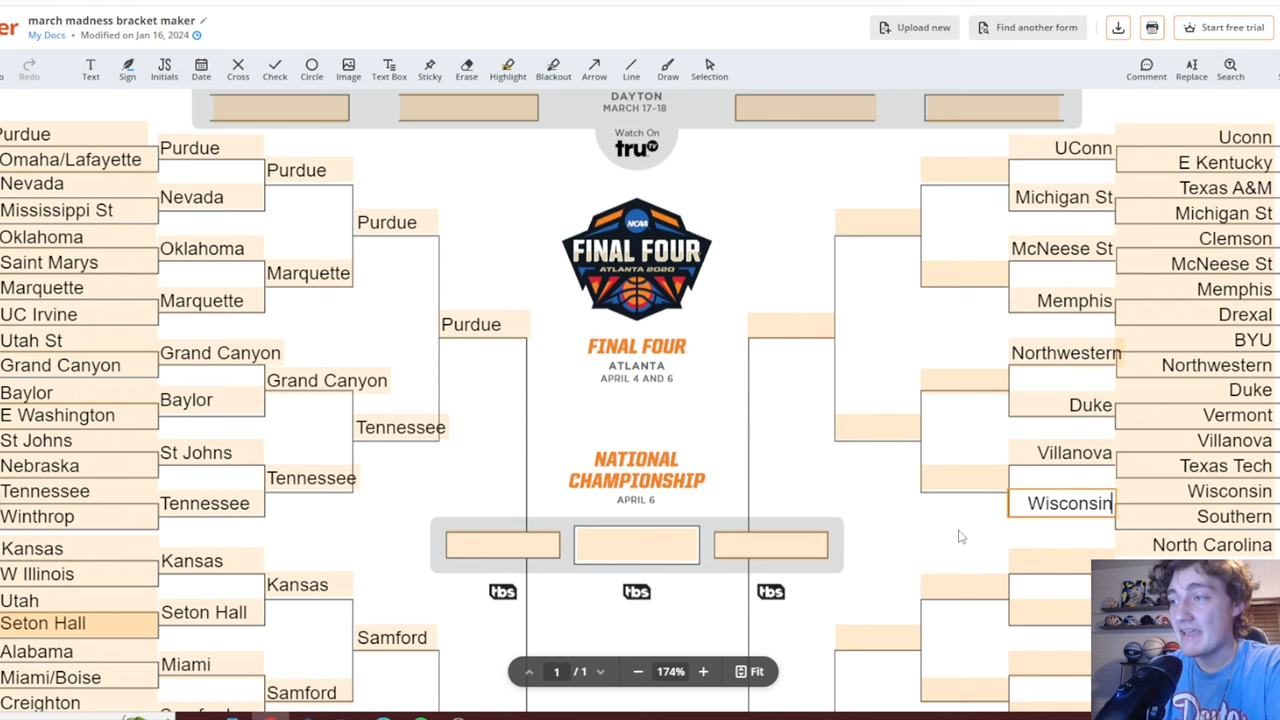 er
march madness bracket maker
My Docs • Modified on Jan 16, 2024
Upload new
Find another form
Start free trial
Redo
Text
Sign
Initials
Date
Cross
Check
Circle
Image
Text Box
Sticky
Erase
Highlight
Blackout
Arrow
Line
Draw
Selection
Comment
Replace
Search
DAYTON
MARCH 17-18
Watch On
truTV
NCAA
FINAL FOUR
ATLANTA 2020
FINAL FOUR
ATLANTA
APRIL 4 AND 6
NATIONAL
CHAMPIONSHIP
APRIL 6
tbs
tbs
tbs
Purdue
Omaha/Lafayette
Nevada
Mississippi St
Oklahoma
Saint Marys
Marquette
UC Irvine
Utah St
Grand Canyon
Baylor
E Washington
St Johns
Nebraska
Tennessee
Winthrop
Kansas
W Illinois
Utah
Seton Hall
Alabama
Miami/Boise
Creighton
Purdue
Nevada
Oklahoma
Marquette
Grand Canyon
Baylor
St Johns
Tennessee
Kansas
Seton Hall
Miami
Purdue
Marquette
Grand Canyon
Tennessee
Kansas
Samford
Purdue
Tennessee
Samford
Purdue
UConn
Michigan St
McNeese St
Memphis
Northwestern
Duke
Villanova
Wisconsin
Uconn
E Kentucky
Texas A&M
Michigan St
Clemson
McNeese St
Memphis
Drexal
BYU
Northwestern
Duke
Vermont
Villanova
Texas Tech
Wisconsin
Southern
North Carolina
1 / 1
174%
Fit
Dayton